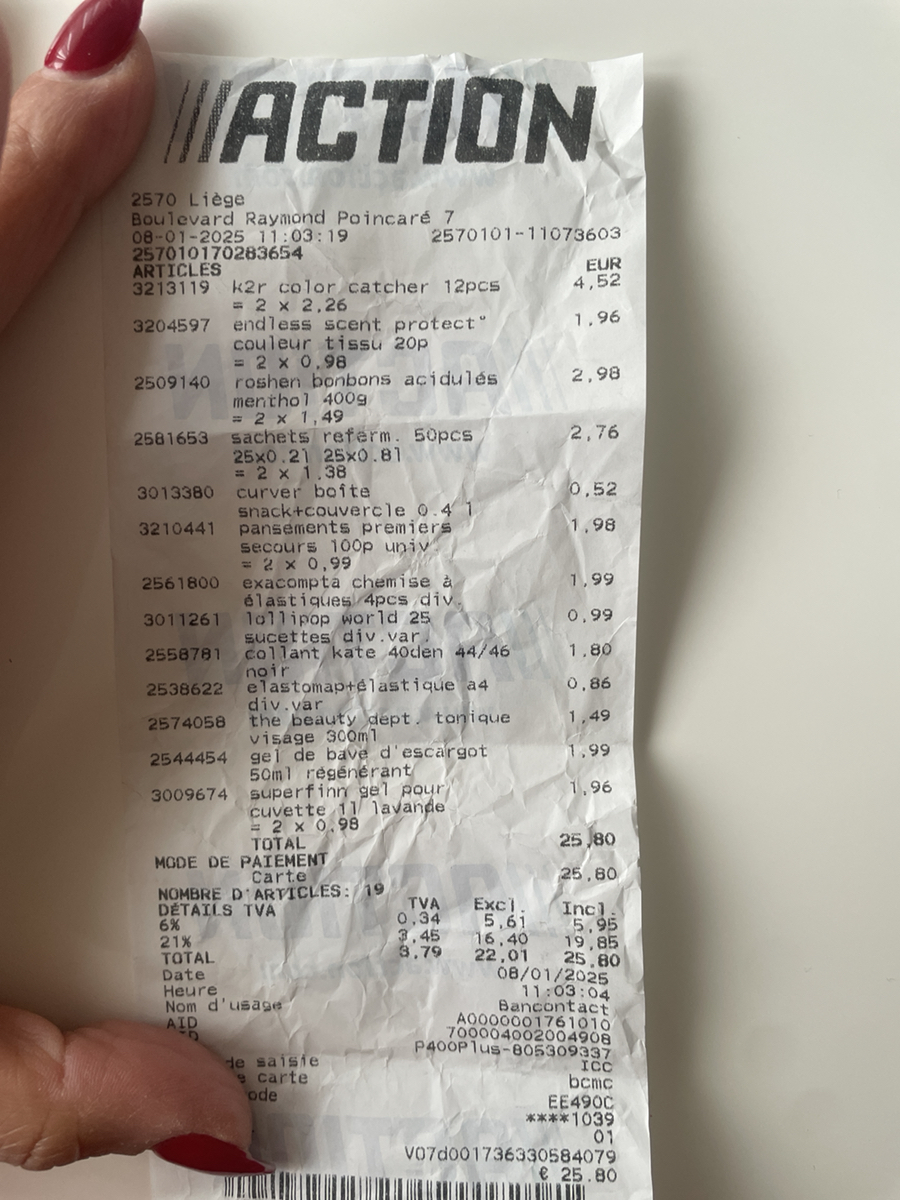 ACTION
2570 Liège
Boulevard Raymond Poincaré 7
08-01-2025 11:03:19 2570101-11073603
257010170283654
ARTICLES EUR
3213119 k2r color catcher 12pcs 4,52
= 2 x 2,26
3204597 endless scent protect° 1,96
couleur tissu 20p
= 2 x 0,98
2509140 roshen bonbons acidulés 2,98
menthol 400g
= 2 x 1,49
2581653 sachets referm. 50pcs 2,76
25x0.2l 25x0.8l
= 2 x 1,38
3013380 curver boîte 0,52
snack+couvercle 0.4 l
3210441 pansements premiers 1,98
secours 100p univ.
= 2 x 0,99
2561800 exacompta chemise à 1,99
élastiques 4pcs div.
3011261 lollipop world 25 0,99
sucettes div.var.
2558781 collant kate 40den 44/46 1,80
noir
2538622 elastomap+élastique a4 0,86
div.var
2574058 the beauty dept. tonique 1,49
visage 300ml
2544454 gel de bave d'escargot 1,99
50ml régénérant
3009674 superfinn gel pour 1,96
cuvette 1l lavande
= 2 x 0,98
TOTAL 25,80
MODE DE PAIEMENT
Carte 25,80
NOMBRE D'ARTICLES: 19
DÉTAILS TVA TVA Excl. Incl.
6% 0,34 5,61 5,95
21% 3,45 16,40 19,85
TOTAL 3,79 22,01 25,80
Date 08/01/2025
Heure 11:03:04
Nom d'usage Bancontact
AID A0000001761010
700004002004908
P400Plus-805309337
de saisie ICC
carte bcmc
EE490C
****1039
01
V07d001736330584079
€ 25,80